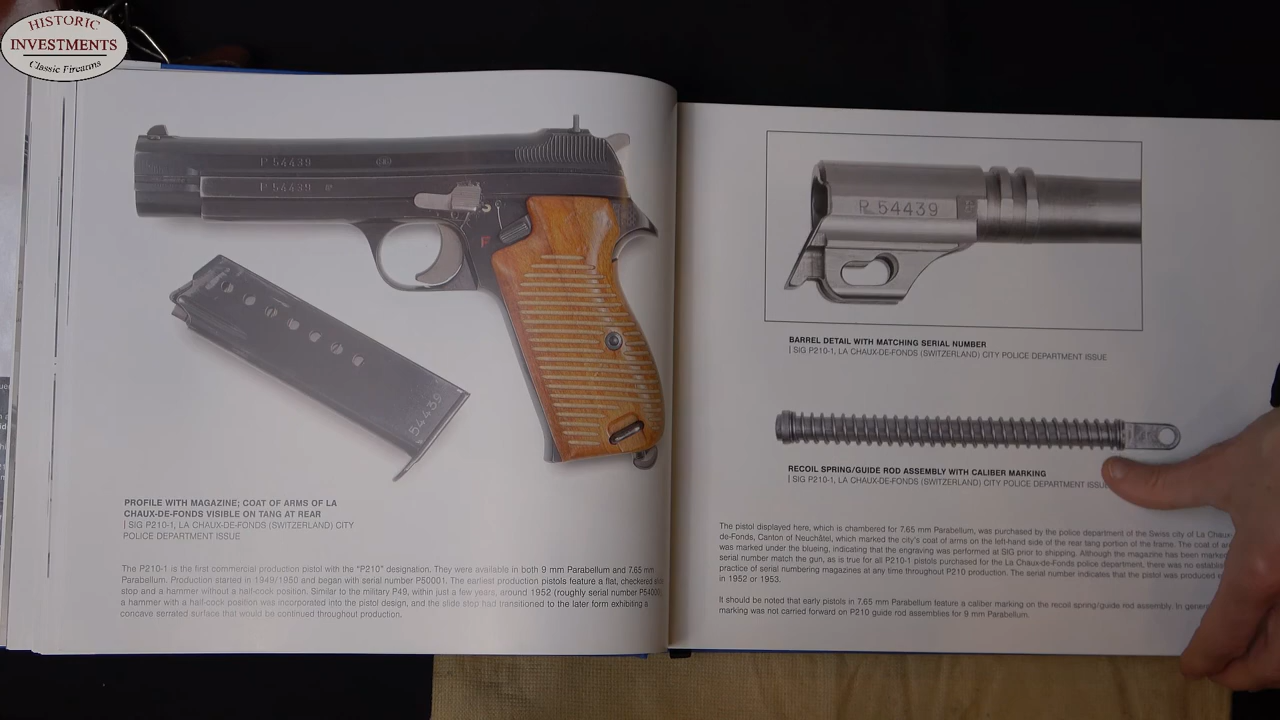 HISTORIC
INVESTMENTS
Classic Firearms
P 54439
P 54439
F
54439
PROFILE WITH MAGAZINE; COAT OF ARMS OF LA
CHAUX-DE-FONDS VISIBLE ON TANG AT REAR
| SIG P210-1, LA CHAUX-DE-FONDS (SWITZERLAND) CITY
POLICE DEPARTMENT ISSUE
The P210-1 is the first commercial production pistol with the "P210" designation. They were available in both 9 mm Parabellum and 7.65 mm
Parabellum. Production started in 1949/1950 and began with serial number P50001. The earliest production pistols feature a flat, checkered
stop and a hammer without a half-cock position. Similar to the military P49, within just a few years, around 1952 (roughly serial number P54000)
a hammer with a half-cock position was incorporated into the pistol design, and the slide stop had transitioned to the later form exhibiting a
concave serrated surface that would be continued throughout production.
P 54439
BARREL DETAIL WITH MATCHING SERIAL NUMBER
| SIG P210-1, LA CHAUX-DE-FONDS (SWITZERLAND) CITY POLICE DEPARTMENT ISSUE
RECOIL SPRING/GUIDE ROD ASSEMBLY WITH CALIBER MARKING
| SIG P210-1, LA CHAUX-DE-FONDS (SWITZERLAND) CITY POLICE DEPARTMENT ISSUE
The pistol displayed here, which is chambered for 7.65 mm Parabellum, was purchased by the police department of the Swiss city of La Chaux-
de-Fonds, Canton of Neuchâtel, which marked the city's coat of arms on the left-hand side of the rear tang portion of the frame. The coat of
was marked under the blueing, indicating that the engraving was performed at SIG prior to shipping. Although the magazine has been marked
serial number match the gun, as is true for all P210-1 pistols purchased for the La Chaux-de-Fonds police department, there was no
practice of serial numbering magazines at any time throughout P210 production. The serial number indicates that the pistol was produced
in 1952 or 1953.
It should be noted that early pistols in 7.65 mm Parabellum feature a caliber marking on the recoil spring/guide rod assembly. In
marking was not carried forward on P210 guide rod assemblies for 9 mm Parabellum.